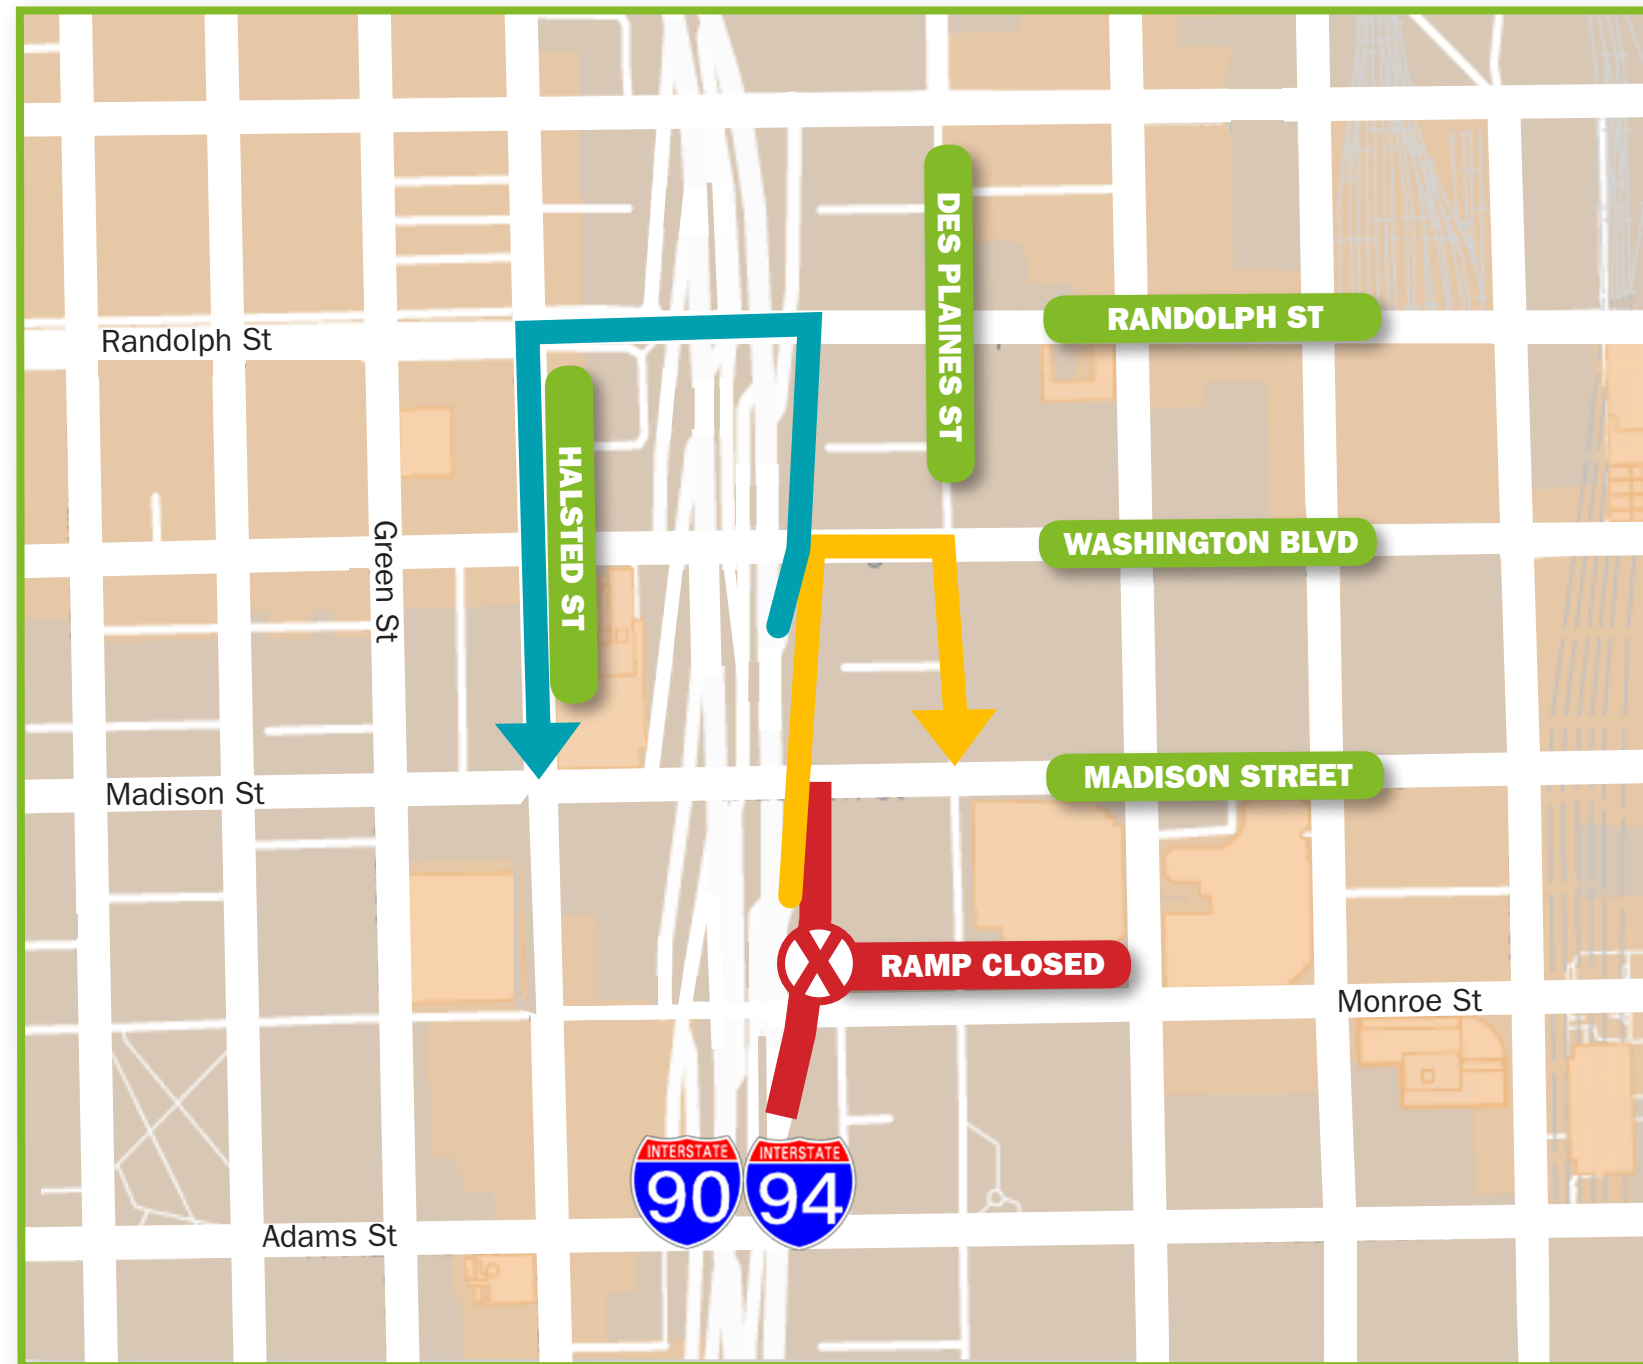 DES PLAINES ST
RANDOLPH ST
Randolph St
HALSTED ST
Green St
WASHINGTON BLVD
MADISON STREET
Madison St
RAMP CLOSED
Monroe St
INTERSTATE
90
INTERSTATE
94
Adams St